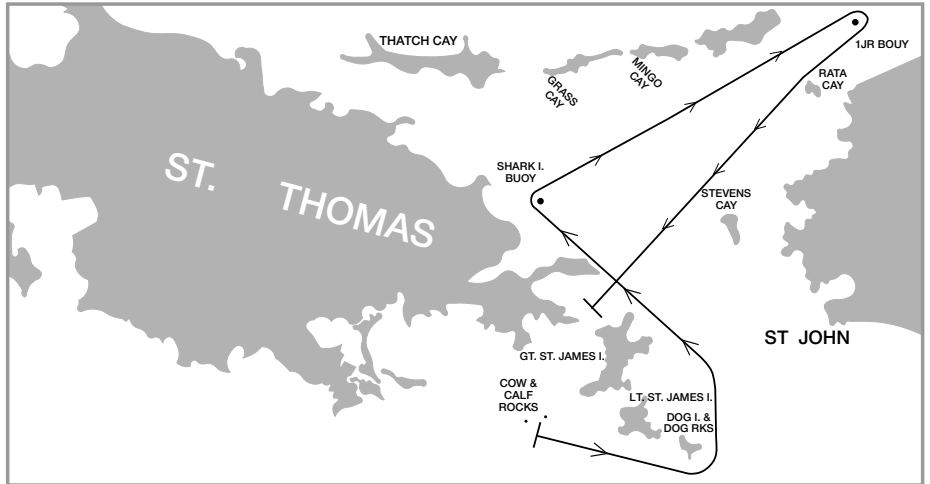 THATCH CAY
1JR BOUY
MINGO
CAY
GRASS
CAY
RATA
CAY
ST. THOMAS
SHARK I.
BUOY
STEVENS
CAY
ST JOHN
GT. ST. JAMES I.
COW &
CALF
ROCKS
LT. ST. JAMES I.
DOG I. &
DOG RKS